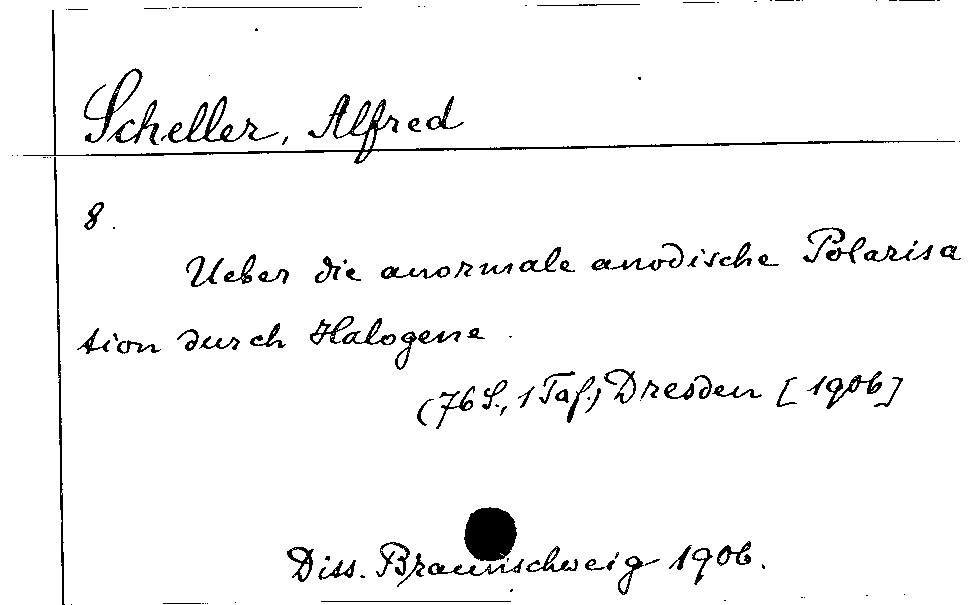 Scheller, Alfred
8.
Ueber die anormale anodische Polarisa
tion durch Halogene.
(76 S., 1 Taf.) Dresden [1906]
Diss. Braunschweig 1906.